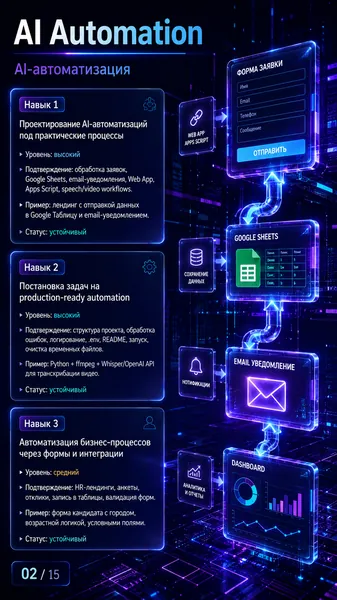 AI Automation
AI-автоматизация
Навык 1
Проектирование AI-автоматизаций
под практические процессы
Уровень: высокий
Подтверждение: обработка заявок,
Google Sheets, email-уведомления, Web App,
Apps Script, speech/video workflows.
Пример: лендинг с отправкой данных
в Google Таблицу и email-уведомлением.
Статус: устойчивый
Навык 2
Постановка задач на
production-ready automation
Уровень: высокий
Подтверждение: структура проекта, обработка
ошибок, логирование, .env, README, запуск,
очистка временных файлов.
Пример: Python + ffmpeg + Whisper/OpenAI API
для транскрибации видео.
Статус: устойчивый
Навык 3
Автоматизация бизнес-процессов
через формы и интеграции
Уровень: средний
Подтверждение: HR-лендинги, анкеты,
отклики, запись в таблицы, валидация форм.
Пример: форма кандидата с городом,
возрастной логикой, условными полями.
Статус: устойчивый
02 / 15
WEB APP
APPS SCRIPT
ФОРМА ЗАЯВКИ
Имя
Email
Телефон
Сообщение
ОТПРАВИТЬ
СОХРАНЕНИЕ
ДАННЫХ
GOOGLE SHEETS
НОТИФИКАЦИИ
EMAIL УВЕДОМЛЕНИЕ
АНАЛИТИКА
И ОТЧЕТЫ
DASHBOARD